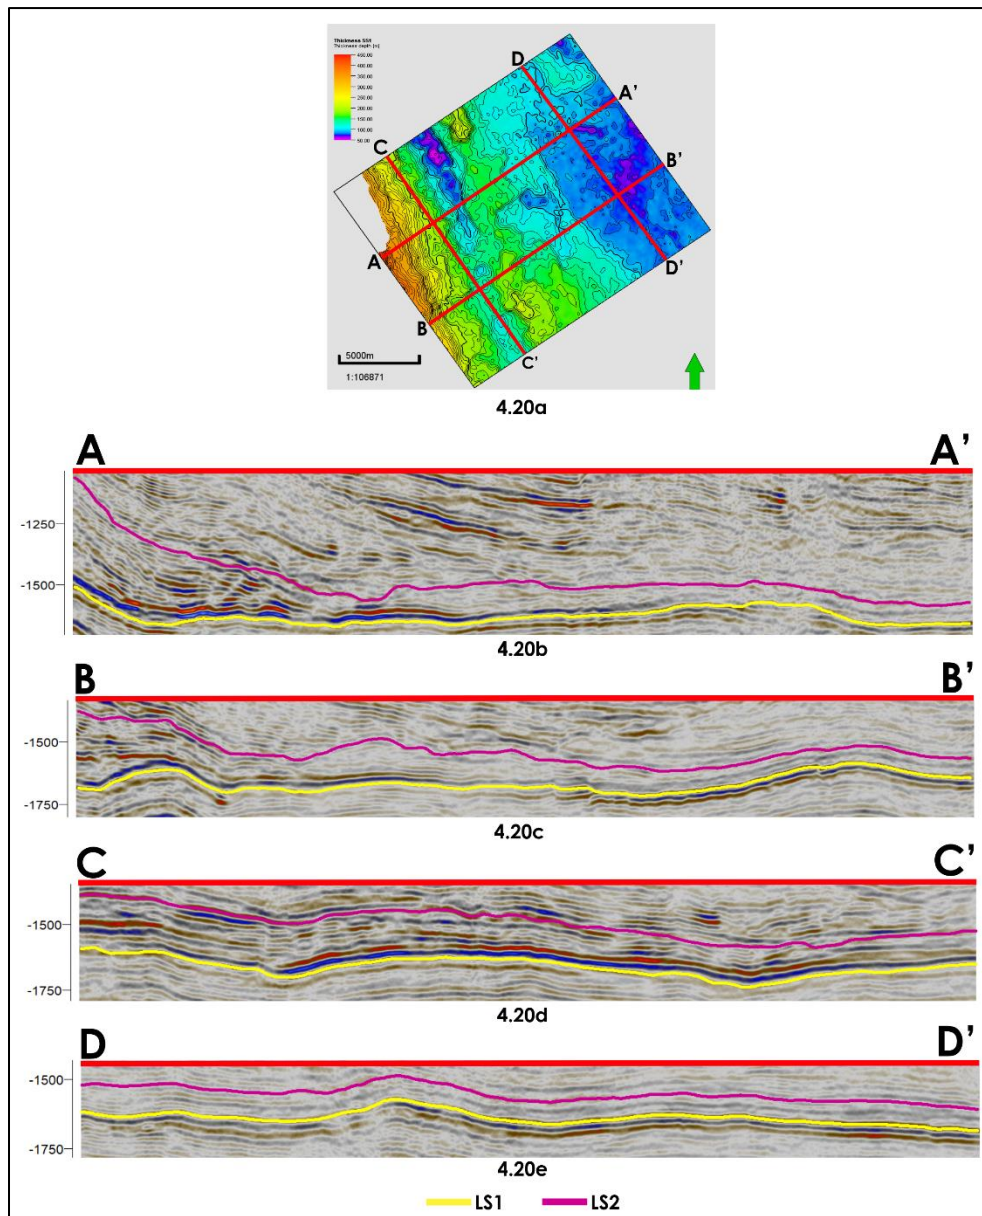 Thickness SS1
Thickness depth [m]
450.00
400.00
350.00
300.00
250.00
200.00
150.00
100.00
50.00
D
A'
C
B'
A
D'
B
C'
5000m
1:106871
4.20a
A A'
-1250
-1500
4.20b
B B'
-1500
-1750
4.20c
C C'
-1500
-1750
4.20d
D D'
-1500
-1750
4.20e
LS1 LS2